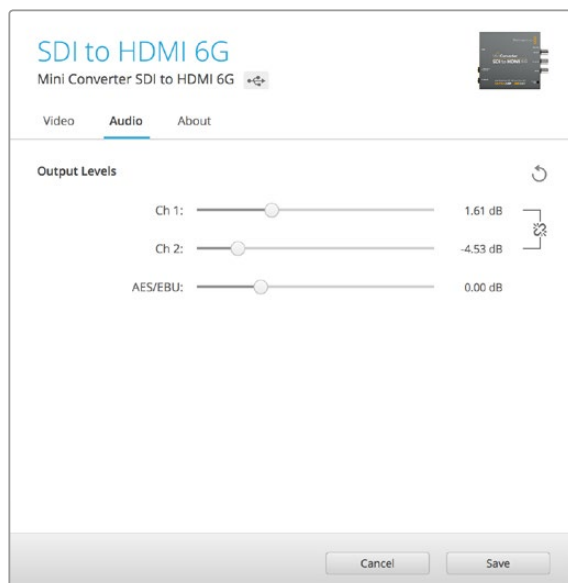 SDI to HDMI 6G
Mini Converter SDI to HDMI 6G
Video Audio About
Output Levels
Ch 1: 1.61 dB
Ch 2: -4.53 dB
AES/EBU: 0.00 dB
Cancel Save